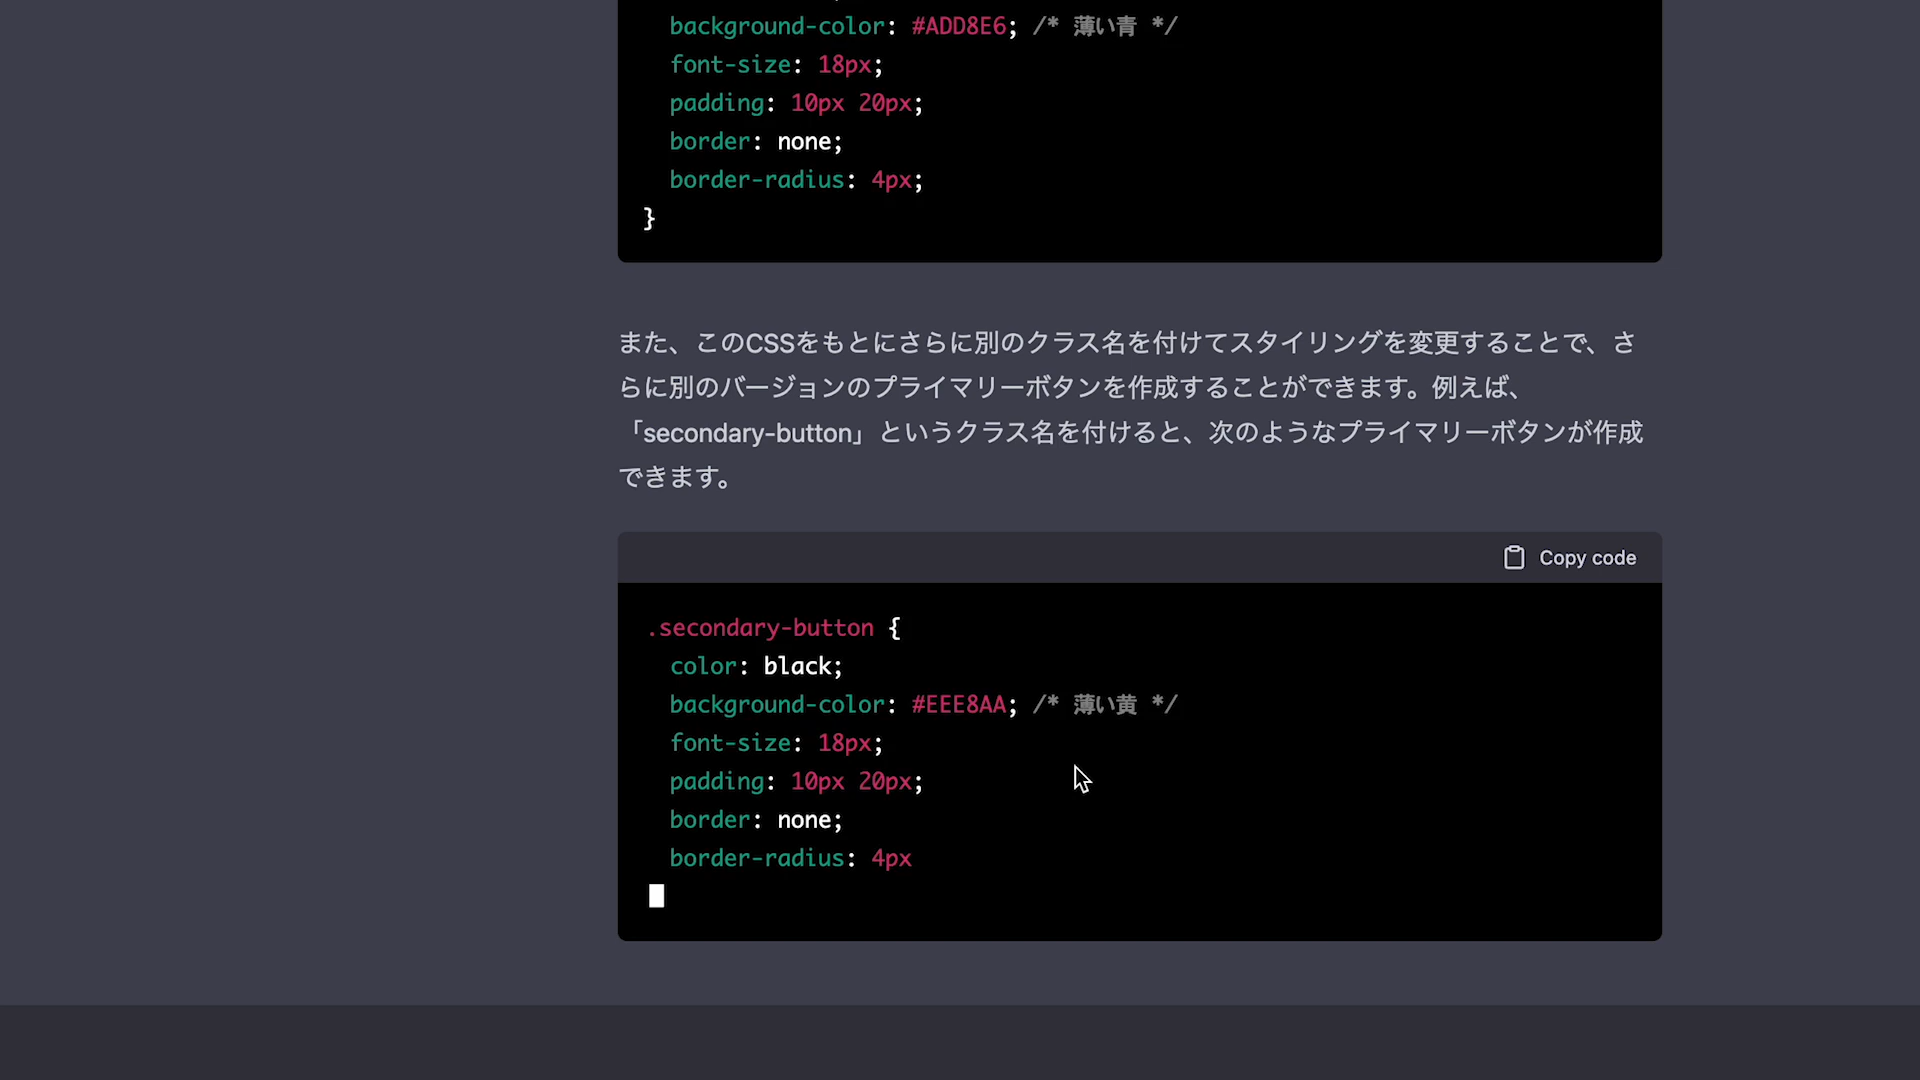 background-color: #ADD8E6; /* 薄い青 */
font-size: 18px;
padding: 10px 20px;
border: none;
border-radius: 4px;
}
また、このCSSをもとにさらに別のクラス名を付けてスタイリングを変更することで、さ
らに別のバージョンのプライマリーボタンを作成することができます。例えば、
「secondary-button」というクラス名を付けると、次のようなプライマリーボタンが作成
できます。
Copy code
.secondary-button {
color: black;
background-color: #EEE8AA; /* 薄い黄 */
font-size: 18px;
padding: 10px 20px;
border: none;
border-radius: 4px